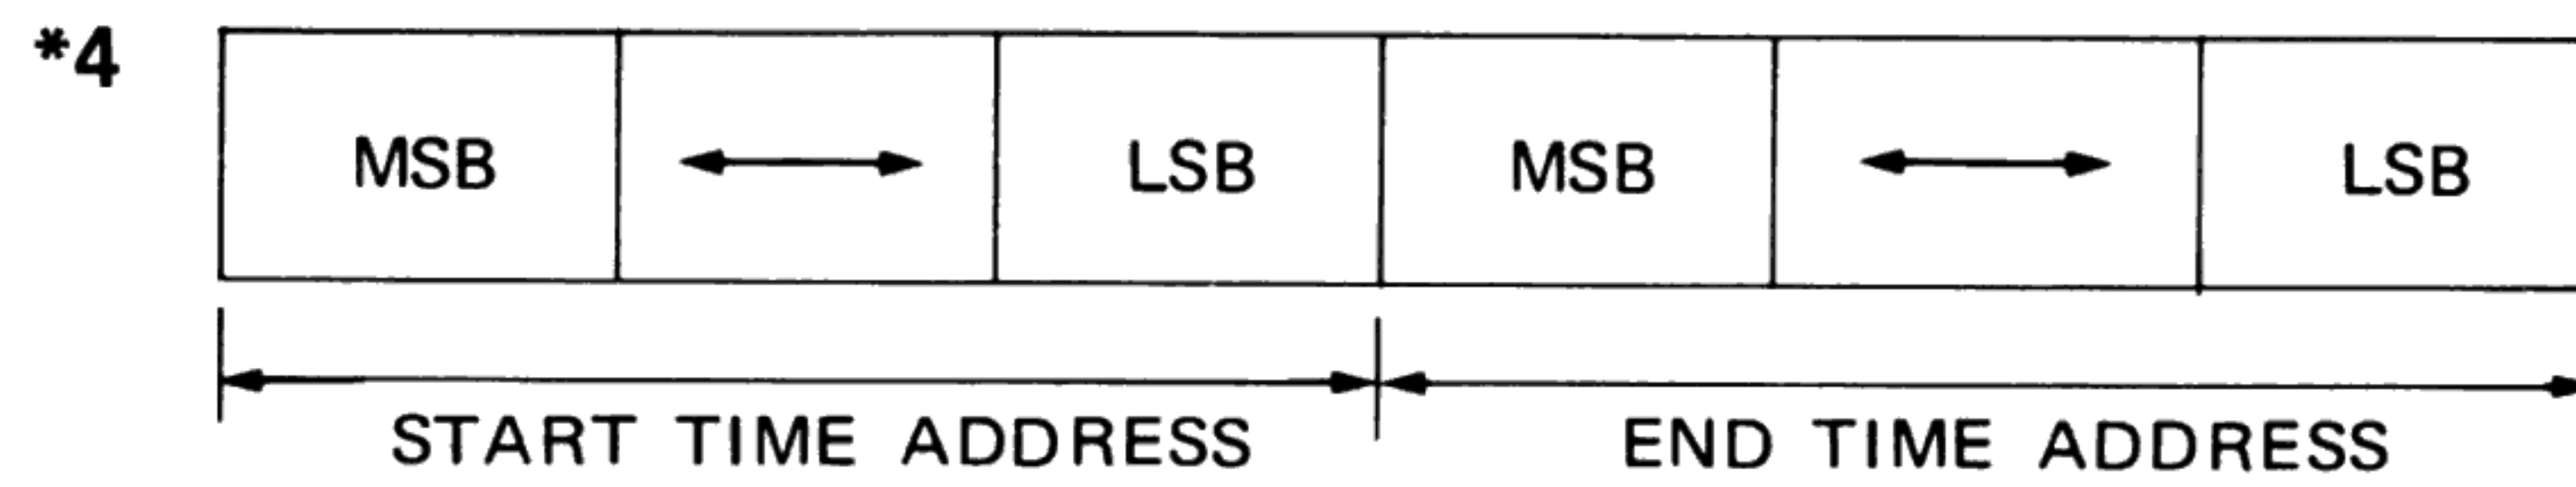 *4
MSB LSB MSB LSB
START TIME ADDRESS END TIME ADDRESS